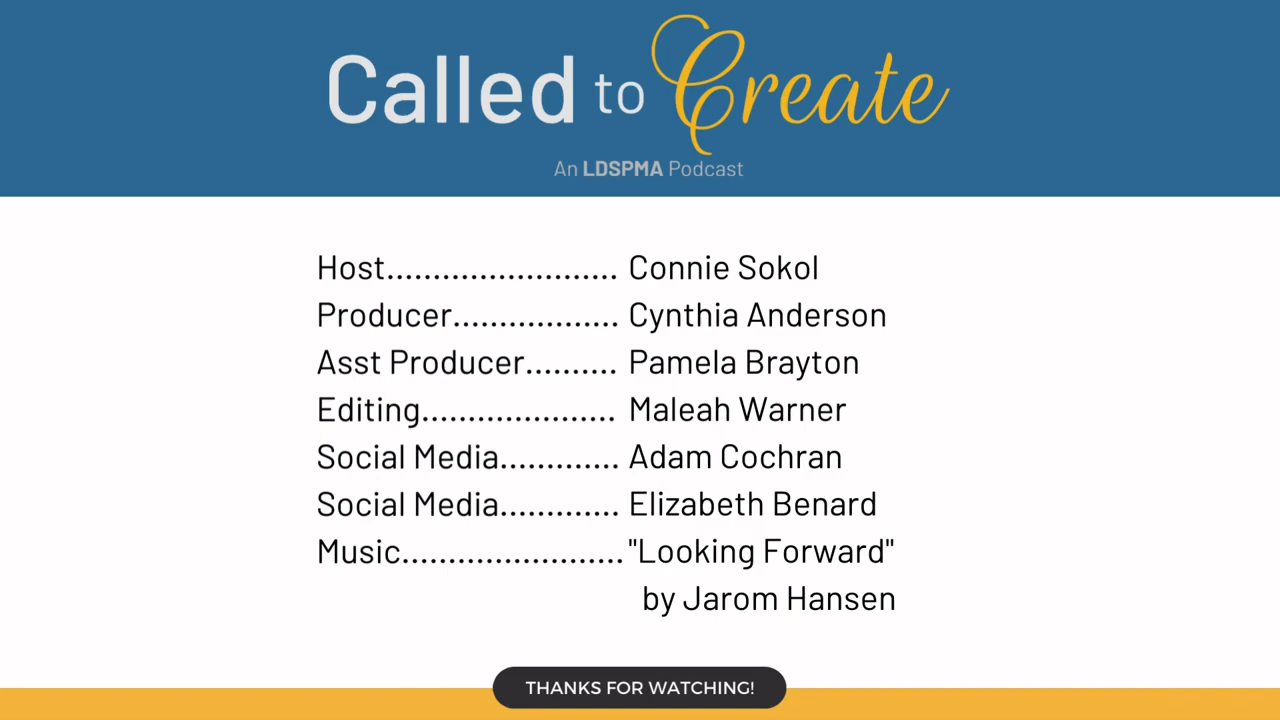 Called to Create
An LDSPMA Podcast
Host......................... Connie Sokol
Producer.................. Cynthia Anderson
Asst Producer.......... Pamela Brayton
Editing..................... Maleah Warner
Social Media............. Adam Cochran
Social Media............. Elizabeth Benard
Music........................"Looking Forward"
by Jarom Hansen
THANKS FOR WATCHING!